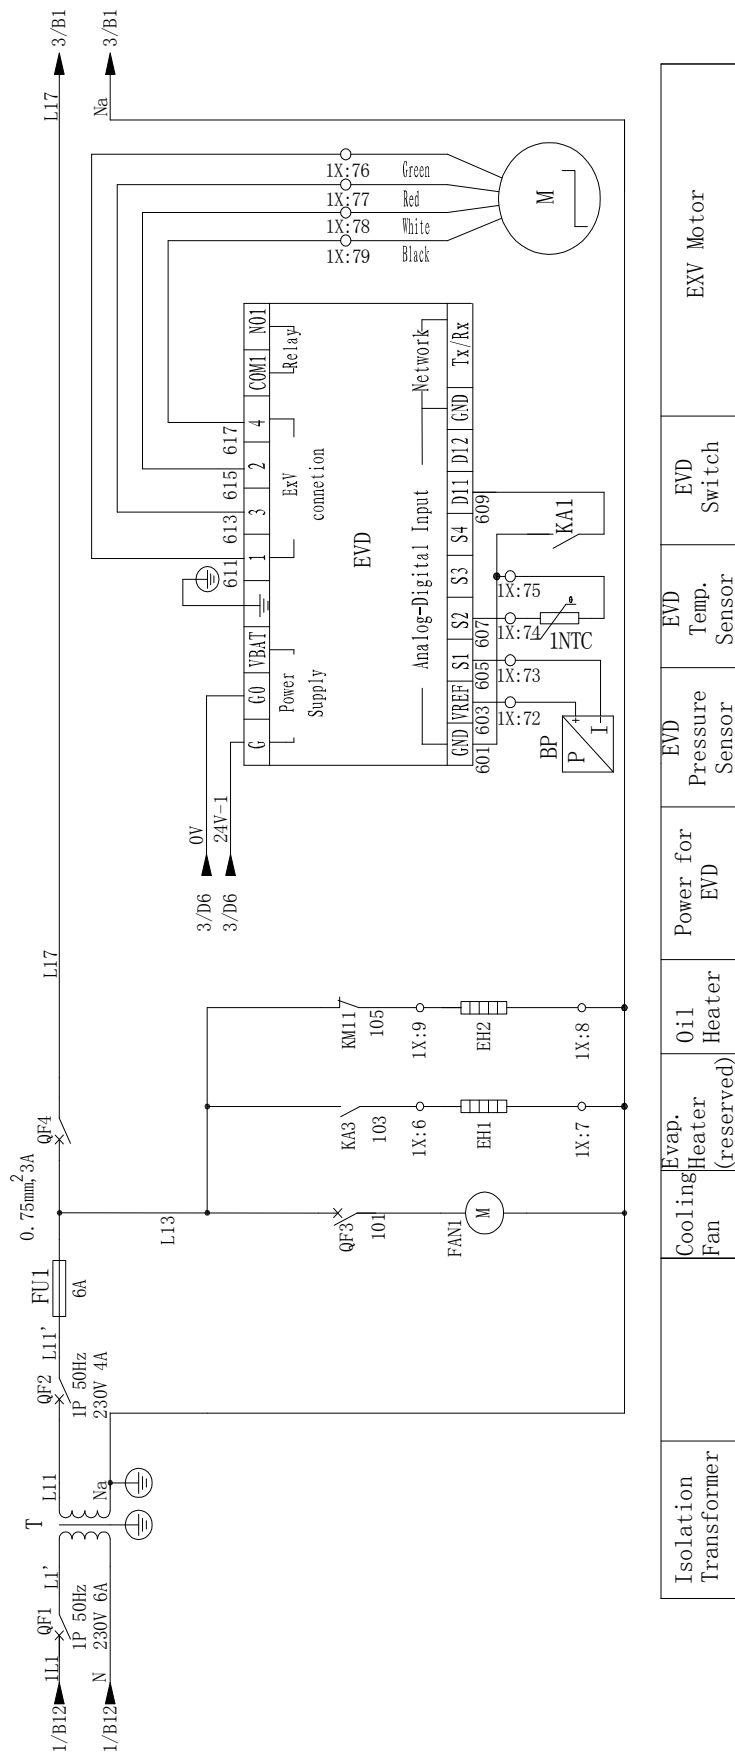 1/B12
1L1
QF1
L1'
1P 50Hz
230V 6A
1/B12
N
T
L11
Na
QF2
L11'
1P 50Hz
230V 4A
FU1
6A
0.75mm², 3A
QF4
L17
L17
3/B1
Na
3/B1
L13
QF3
101
FAN1
M
KA3
103
1X:6
EH1
1X:7
KM11
105
1X:9
EH2
1X:8
3/D6
0V
3/D6
24V-1
G
G0
VBAT
1
3
2
4
COM1
NO1
611
613
615
617
Power
Supply
ExV
connetion
Relay
EVD
Analog-Digital Input
Network
GND
VREF
S1
S2
S3
S4
D11
D12
GND
Tx/Rx
601
603
605
607
609
1X:72
1X:73
1X:74
1X:75
BP
P
I
+
1NTC
θ
KA1
1X:76
Green
1X:77
Red
1X:78
White
1X:79
Black
M
Isolation
Transformer
Cooling
Fan
Evap.
Heater
(reserved)
Oil
Heater
Power for
EVD
EVD
Pressure
Sensor
EVD
Temp.
Sensor
EVD
Switch
EXV Motor